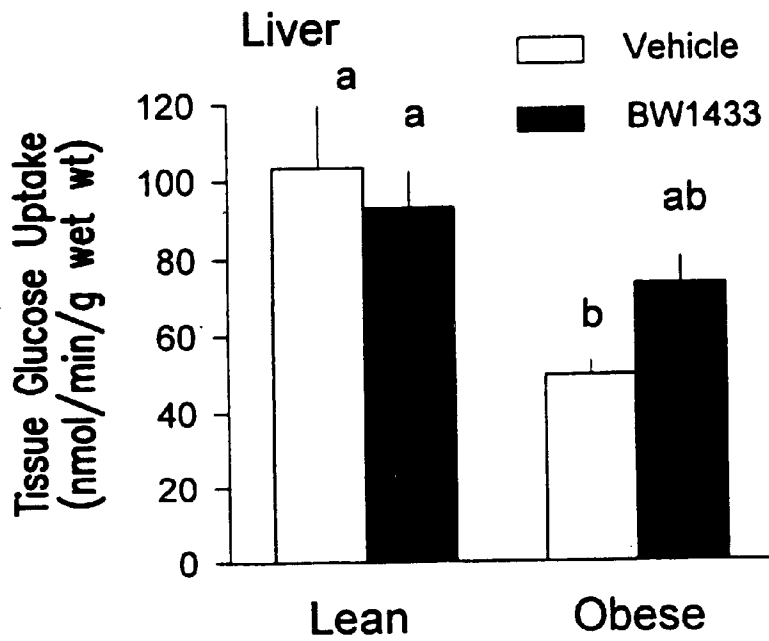 Liver
Vehicle
BW1433
a
a
b
ab
Tissue Glucose Uptake
(nmol/min/g wet wt)
120
100
80
60
40
20
0
Lean
Obese